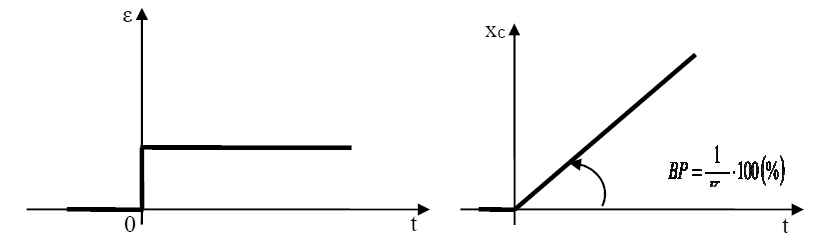 ε
0
t
xc
t
BP = 1/ · 100(%)